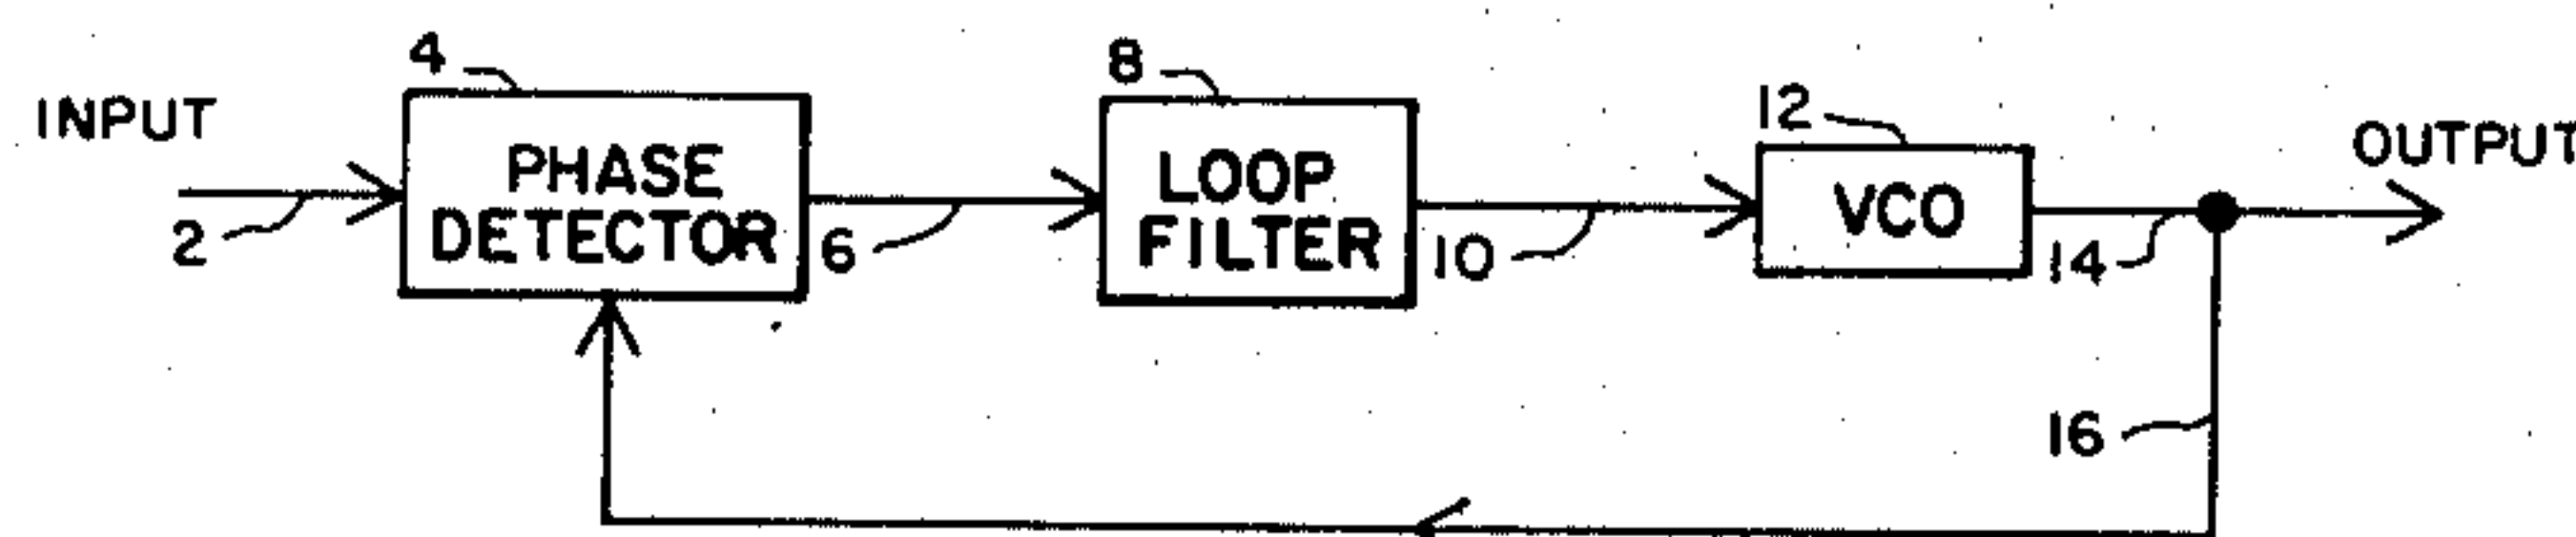 INPUT
2
4
PHASE
DETECTOR
6
8
LOOP
FILTER
10
12
VCO
14
OUTPUT
16